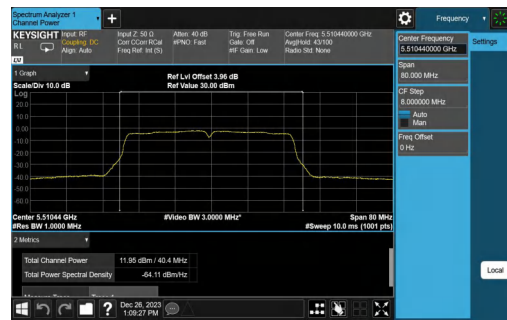 Spectrum Analyzer 1
Channel Power
Frequency
KEYSIGHT
RL
Input: RF
Coupling: DC
Align: Auto
Input Z: 50 Ω
Corr CCorr RCal
Freq Ref: Int (S)
Atten: 40 dB
#PNO: Fast
Trig: Free Run
Gate: Off
#IF Gain: Low
Center Freq: 5.510440000 GHz
Avg|Hold: 43/100
Radio Std: None
LXI
1 Graph
Scale/Div 10.0 dB
Ref Lvl Offset 3.96 dB
Ref Value 30.00 dBm
Log
20.0
10.0
0.00
-10.0
-20.0
-30.0
-40.0
-50.0
-60.0
Center 5.51044 GHz
#Res BW 1.0000 MHz
#Video BW 3.0000 MHz*
Span 80 MHz
#Sweep 10.0 ms (1001 pts)
2 Metrics
Total Channel Power 11.95 dBm / 40.4 MHz
Total Power Spectral Density -64.11 dBm/Hz
Dec 26, 2023
1:09:27 PM
Center Frequency
5.510440000 GHz
Span
80.000 MHz
CF Step
8.000000 MHz
Auto
Man
Freq Offset
0 Hz
Settings
Local